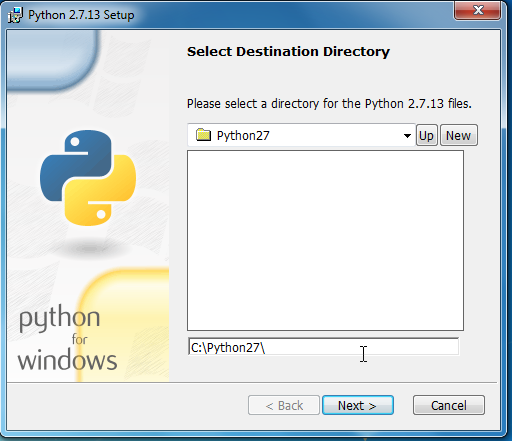 Python 2.7.13 Setup
Select Destination Directory
Please select a directory for the Python 2.7.13 files.
Python27
Up
New
C:\Python27\
python
for
windows
< Back
Next >
Cancel